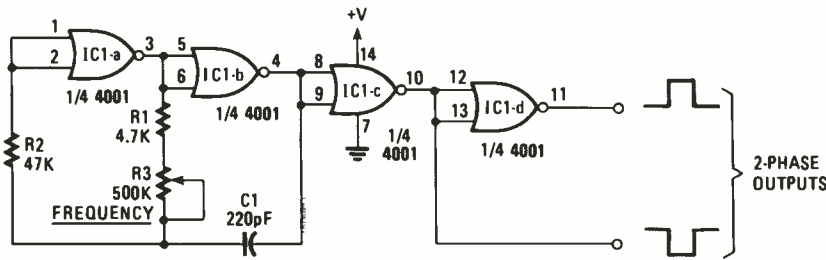 +V
1
2
IC1-a
3
1/4 4001
5
6
IC1-b
4
1/4 4001
8
9
14
IC1-c
7
10
1/4
4001
12
13
IC1-d
11
1/4 4001
R1
4.7K
R2
47K
R3
500K
FREQUENCY
C1
220pF
2-PHASE
OUTPUTS